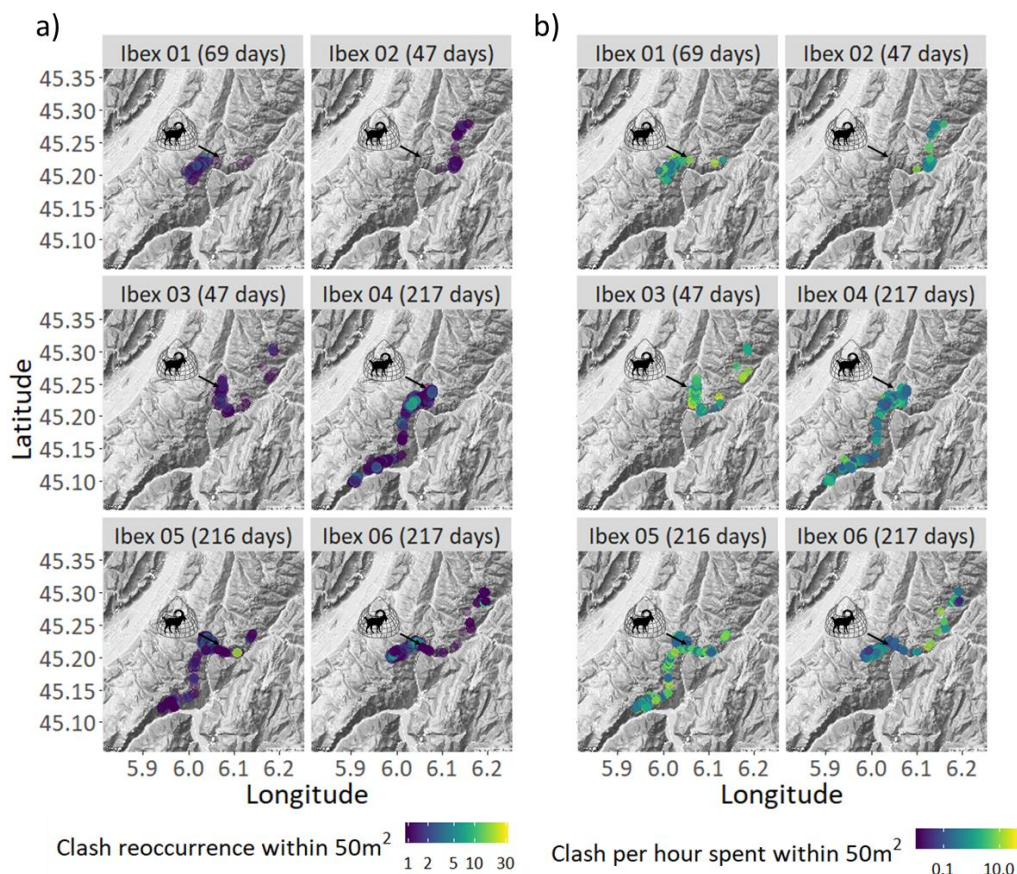 a)
b)
Ibex 01 (69 days)
Ibex 02 (47 days)
Ibex 01 (69 days)
Ibex 02 (47 days)
45.35
45.30
45.25
45.20
45.15
45.10
Ibex 03 (47 days)
Ibex 04 (217 days)
Ibex 03 (47 days)
Ibex 04 (217 days)
45.35
45.30
45.25
45.20
45.15
45.10
Latitude
Ibex 05 (216 days)
Ibex 06 (217 days)
Ibex 05 (216 days)
Ibex 06 (217 days)
45.35
45.30
45.25
45.20
45.15
45.10
5.9 6.0 6.1 6.2
5.9 6.0 6.1 6.2
5.9 6.0 6.1 6.2
5.9 6.0 6.1 6.2
Longitude
Longitude
Clash reoccurrence within 50m²
1 2 5 10 30
Clash per hour spent within 50m²
0.1 10.0